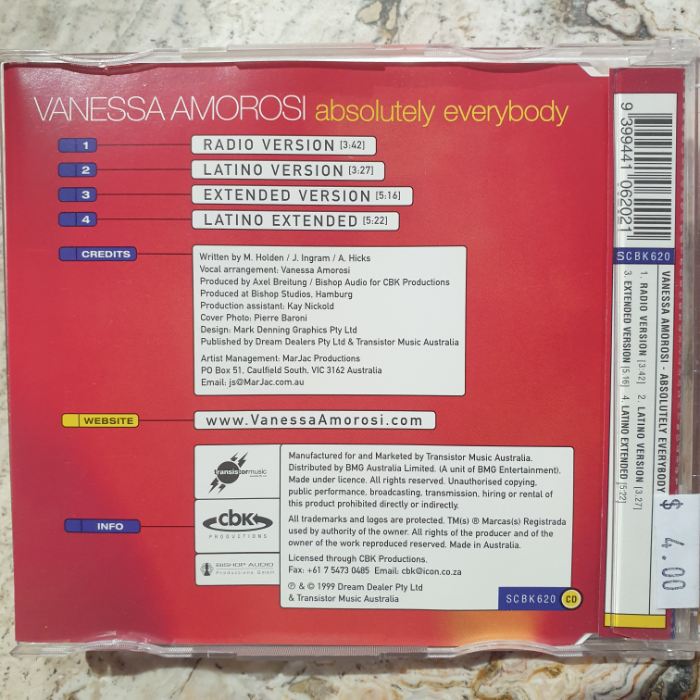 VANESSA AMOROSI absolutely everybody
1 RADIO VERSION [3:42]
2 LATINO VERSION [3:27]
3 EXTENDED VERSION [5:16]
4 LATINO EXTENDED [5:22]
CREDITS
Written by M. Holden / J. Ingram / A. Hicks
Vocal arrangement: Vanessa Amorosi
Produced by Axel Breitung / Bishop Audio for CBK Productions
Produced at Bishop Studios, Hamburg
Production assistant: Kay Nickold
Cover Photo: Pierre Baroni
Design: Mark Denning Graphics Pty Ltd
Published by Dream Dealers Pty Ltd & Transistor Music Australia
Artist Management: MarJac Productions
PO Box 51, Caulfield South, VIC 3162 Australia
Email: js@MarJac.com.au
WEBSITE
www.VanessaAmorosi.com
INFO
transistormusic
cbk
PRODUCTIONS
BISHOP AUDIO
Productions GmbH
Manufactured for and Marketed by Transistor Music Australia.
Distributed by BMG Australia Limited. (A unit of BMG Entertainment).
Made under licence. All rights reserved. Unauthorised copying,
public performance, broadcasting, transmission, hiring or rental of
this product prohibited directly or indirectly.
All trademarks and logos are protected. TM(s) ® Marcas(s) Registrada
used by authority of the owner. All rights of the producer and of the
owner of the work reproduced reserved. Made in Australia.
Licensed through CBK Productions.
Fax: +61 7 5473 0485 Email: cbk@icon.co.za
℗ & © 1999 Dream Dealer Pty Ltd
& Transistor Music Australia
SCBK620 CD
9 399441 062021
SCBK620
VANESSA AMOROSI - ABSOLUTELY EVERYBODY
1. RADIO VERSION [3:42] 2. LATINO VERSION [3:27]
3. EXTENDED VERSION [5:16] 4. LATINO EXTENDED [5:22]
$ 4.00